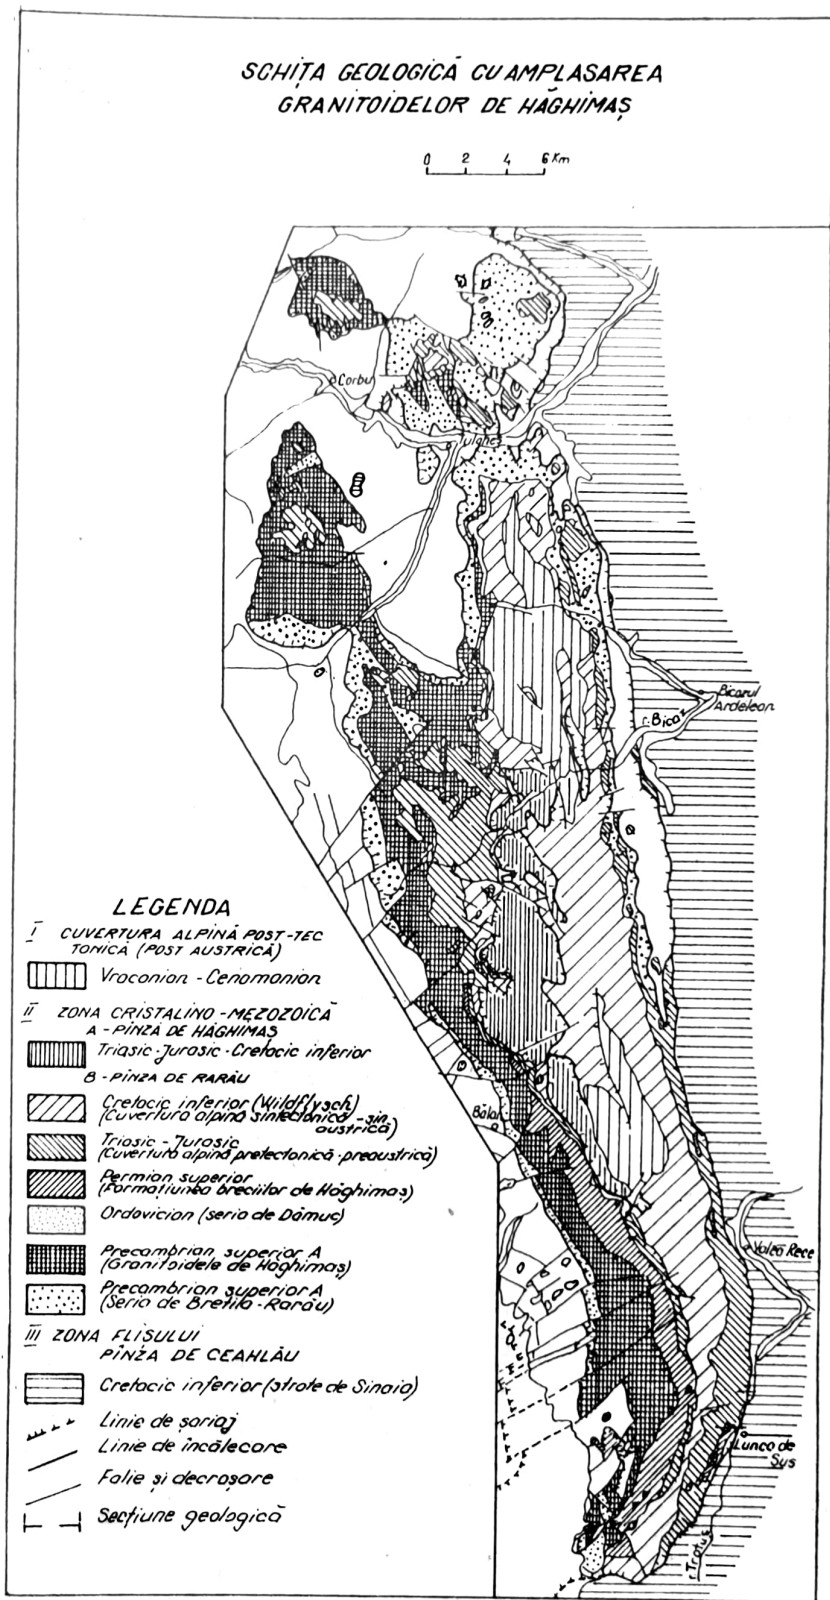 SCHIȚA GEOLOGICĂ CU AMPLASAREA
GRANITOIDELOR DE HĂGHIMAȘ
0 2 4 6 Km
Corbu
Tulgheș
Bicazul
Ardelean
r. Bicaz
Bălan
Valea Rece
Lunca de
Sus
r. Trotuș
LEGENDA
I CUVERTURA ALPINĂ POST-TEC
TONICĂ (POST AUSTRICĂ)
Vraconian - Cenomanian
II ZONA CRISTALINO-MEZOZOICĂ
A - PÎNZA DE HĂGHIMAȘ
Triasic-Jurasic-Cretacic inferior
B - PÎNZA DE RARĂU
Cretacic inferior (Wildflysch)
(Cuvertura alpină sintectonică - sin
austrică)
Triasic - Jurasic
(Cuvertura alpină pretectonică-preaustrică)
Permian superior
(Formațiunea breciilor de Hăghimaș)
Ordovician (seria de Dămuc)
Precambrian superior A
(Granitoidele de Hăghimaș)
Precambrian superior A
(Seria de Bretila - Rarău)
III ZONA FLISULUI
PÎNZA DE CEAHLĂU
Cretacic inferior (strate de Sinaia)
Linie de șariaj
Linie de încălecare
Falie și decroșare
Secțiune geologică